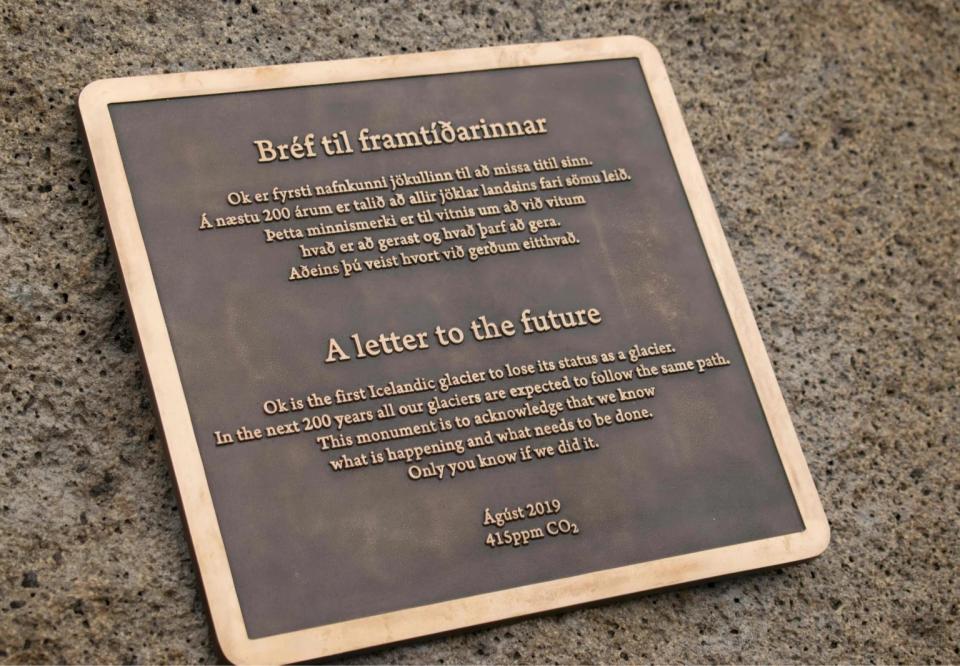 Bréf til framtíðarinnar
Ok er fyrsti nafnkunni jökullinn til að missa titil sinn.
Á næstu 200 árum er talið að allir jöklar landsins fari sömu leið.
Þetta minnismerki er til vitnis um að við vitum
hvað er að gerast og hvað þarf að gera.
Aðeins þú veist hvort við gerðum eitthvað.
A letter to the future
Ok is the first Icelandic glacier to lose its status as a glacier.
In the next 200 years all our glaciers are expected to follow the same path.
This monument is to acknowledge that we know
what is happening and what needs to be done.
Only you know if we did it.
Ágúst 2019
415ppm CO₂